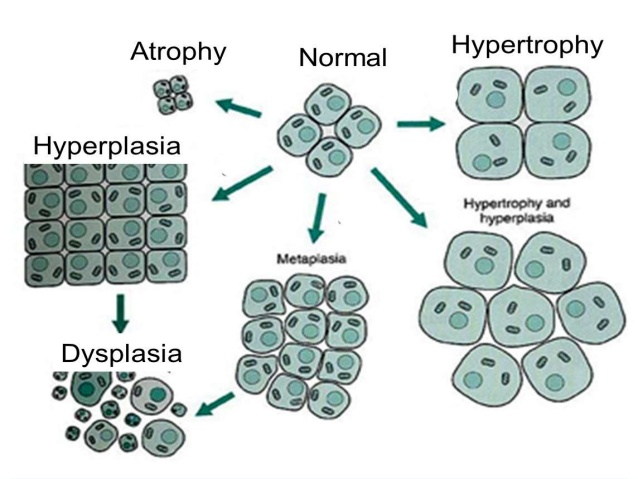 Atrophy
Normal
Hypertrophy
Hyperplasia
Hypertrophy and
hyperplasia
Metaplasia
Dysplasia